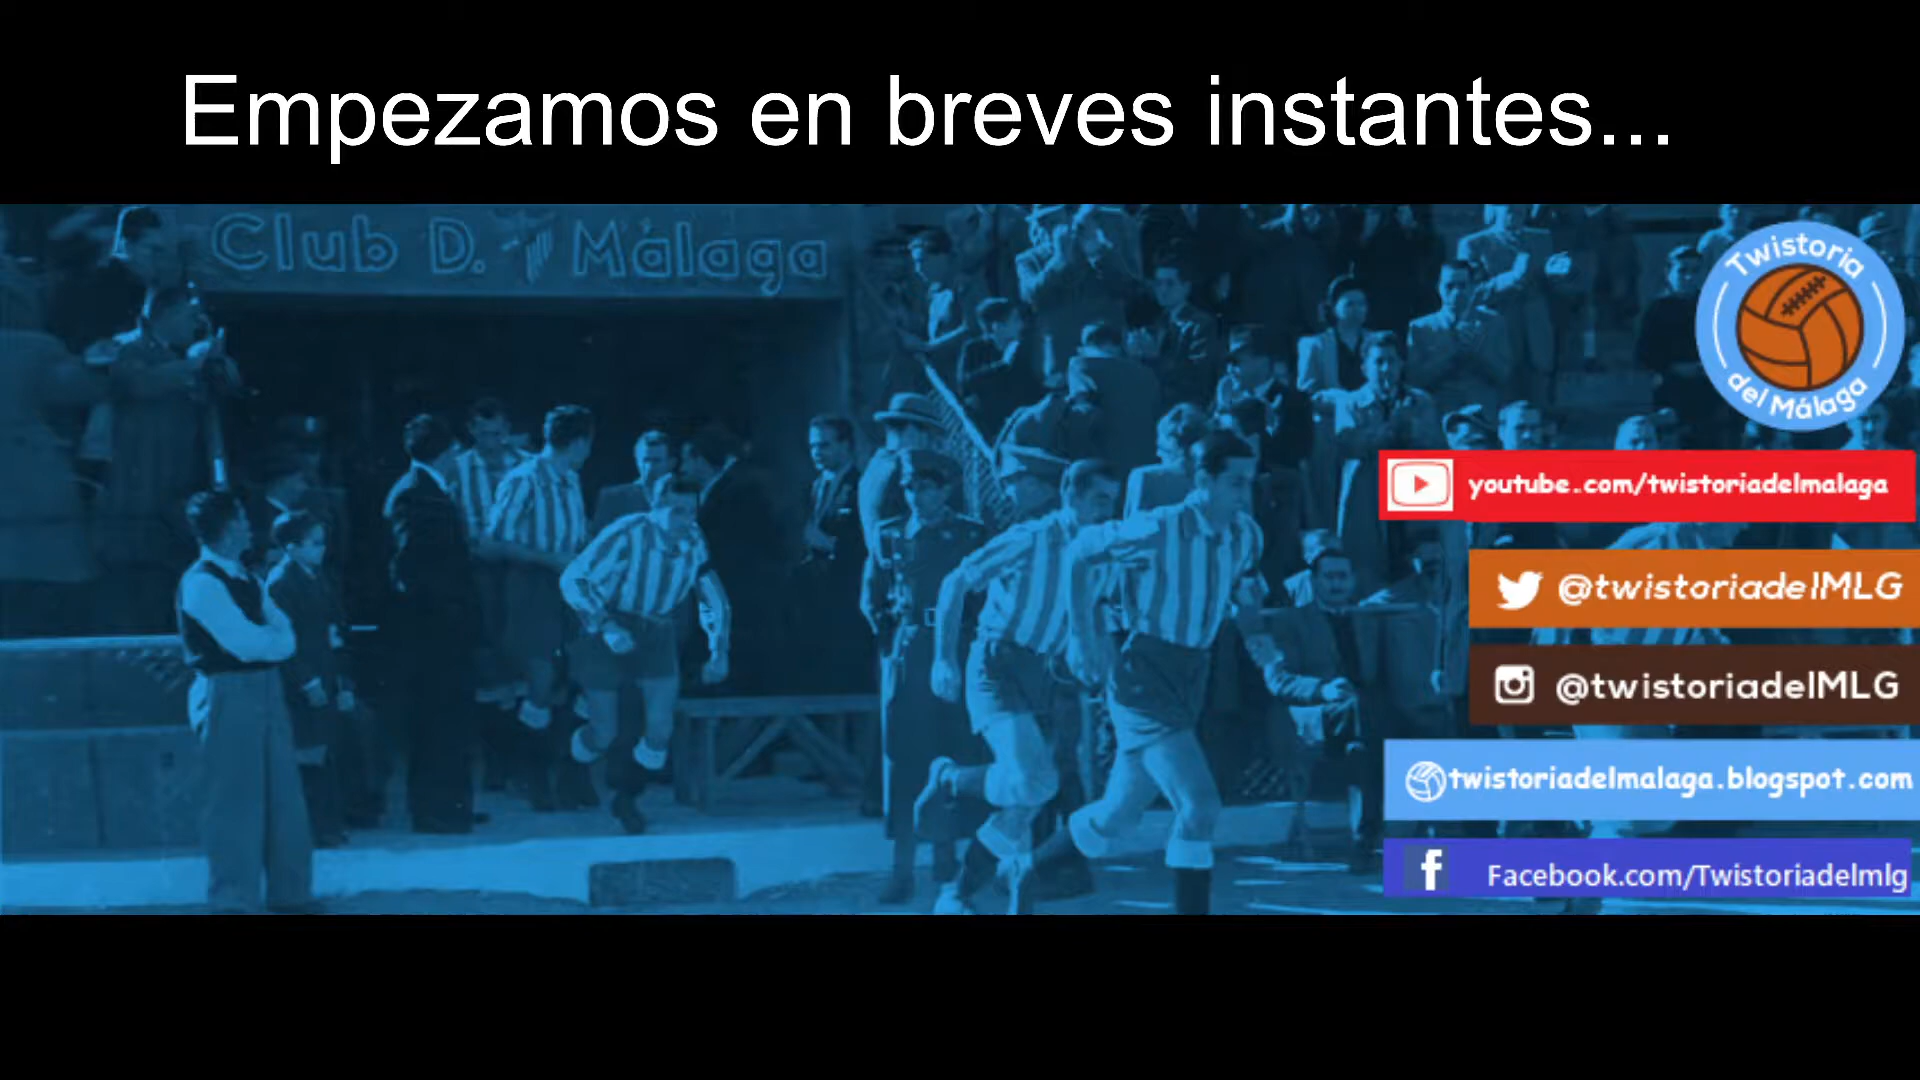 Empezamos en breves instantes...
Club D. Málaga
Twistoria
del Málaga
youtube.com/twistoriadelmalaga
@twistoriadelMLG
@twistoriadelMLG
twistoriadelmalaga.blogspot.com
Facebook.com/Twistoriadelmlg